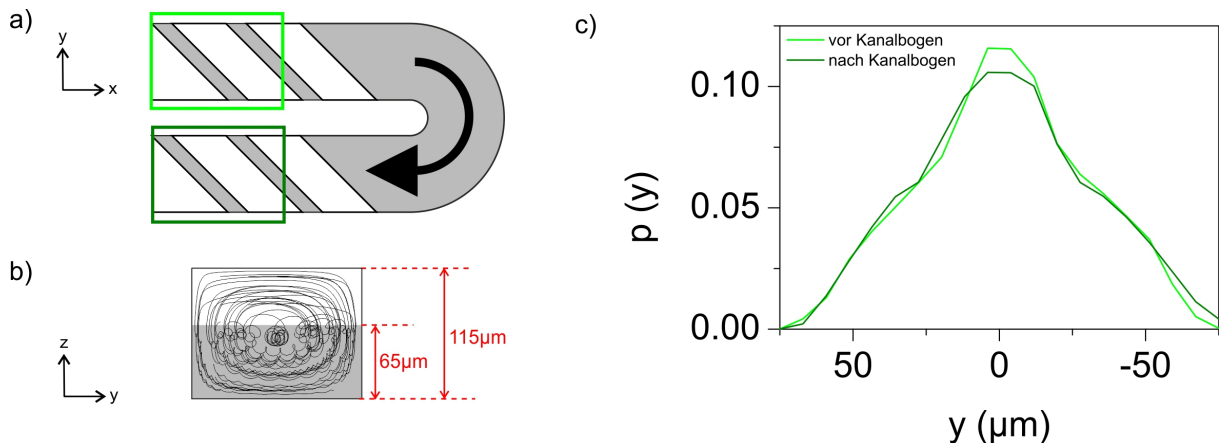 a)
y
x
b)
z
y
65µm
115µm
c)
vor Kanalbogen
nach Kanalbogen
0.10
0.05
0.00
p (y)
50
0
-50
y (µm)